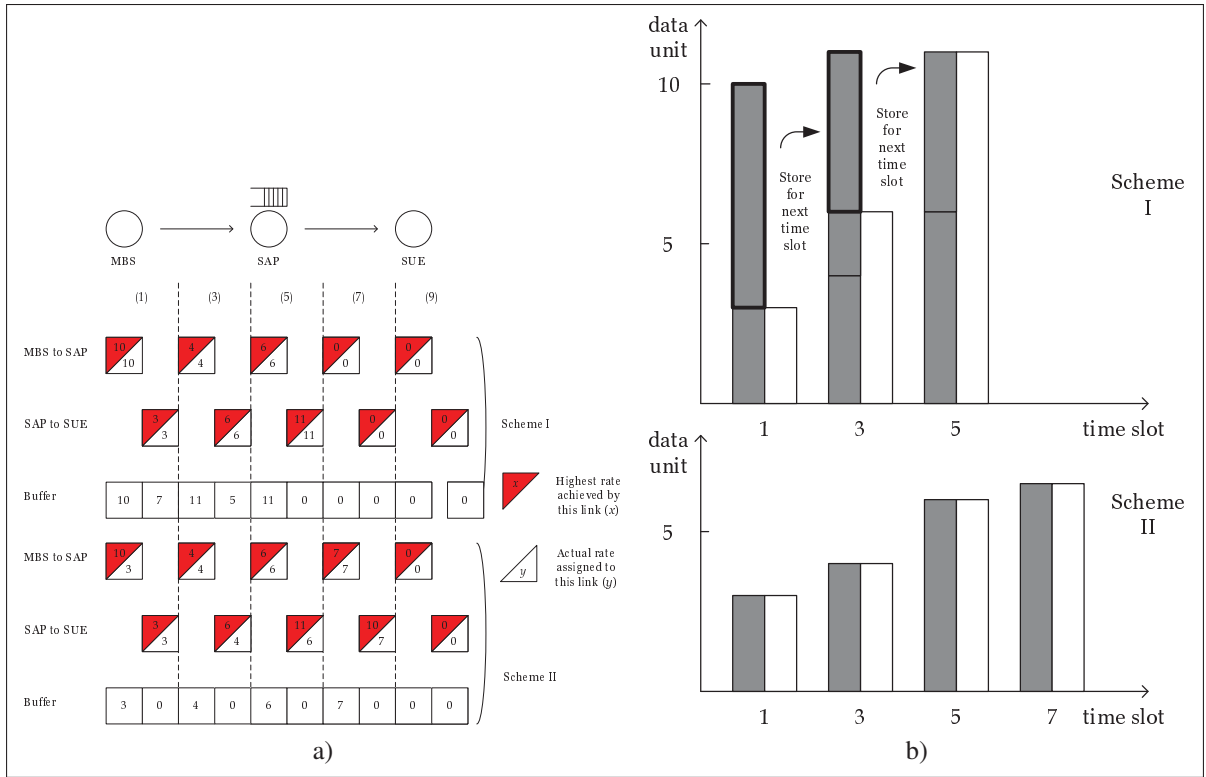 MBS
SAP
SUE
(1) (3) (5) (7) (9)
MBS to SAP
10 10 4 4 6 6 0 0 0 0
SAP to SUE
3 3 6 6 11 11 0 0 0 0
Scheme I
Buffer
10 7 11 5 11 0 0 0 0 0
x
Highest rate
achieved by
this link (x)
MBS to SAP
10 3 4 4 6 6 7 7 0 0
y
Actual rate
assigned to
this link (y)
SAP to SUE
3 3 6 4 11 6 10 7 0 0
Scheme II
Buffer
3 0 4 0 6 0 7 0 0 0
a)
data
unit
10
5
Store
for
next
time
slot
Store
for
next
time
slot
Scheme
I
1 3 5 time slot
data
unit
5
Scheme
II
1 3 5 7 time slot
b)